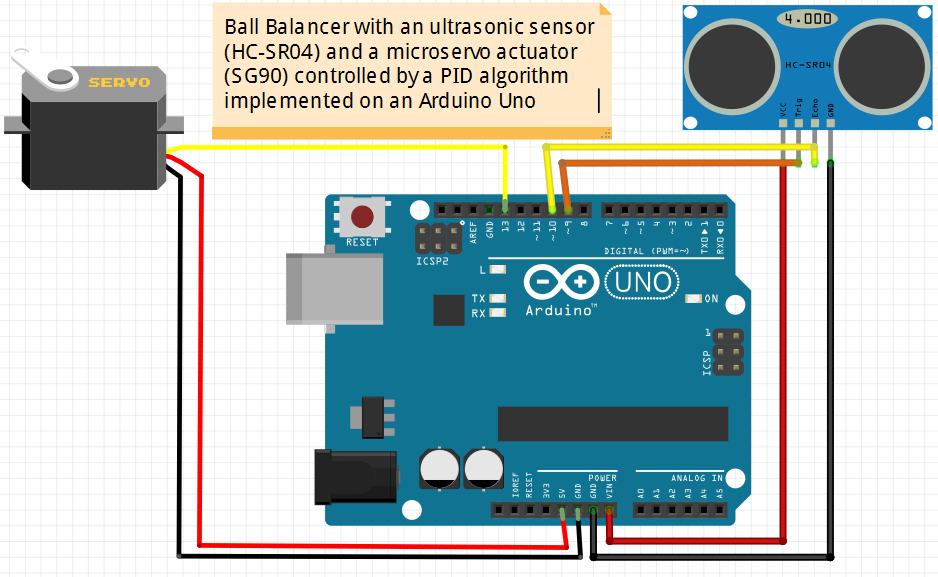 Ball Balancer with an ultrasonic sensor
(HC-SR04) and a microservo actuator
(SG90) controlled by a PID algorithm
implemented on an Arduino Uno
SERVO
4.000
HC-SR04
VCC
Trig
Echo
GND
RESET
ICSP2
AREF
GND
13
12
~11
~10
~9
8
7
~6
~5
4
~3
2
TX0▶1
RX0◀0
DIGITAL (PWM=~)
L
TX
RX
UNO
Arduino™
ON
1
ICSP
IOREF
RESET
3V3
5V
GND
GND
VIN
POWER
ANALOG IN
A0
A1
A2
A3
A4
A5